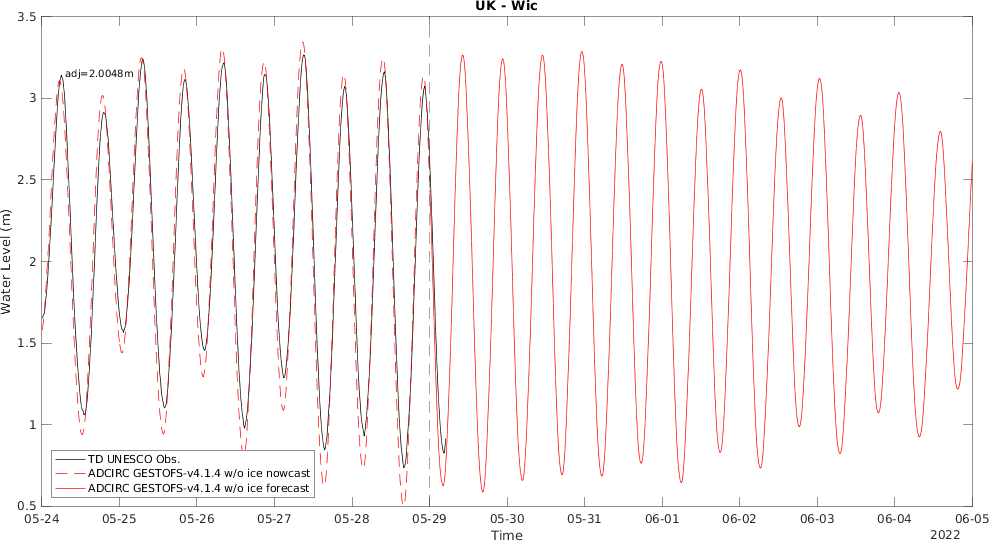 UK - Wic
3.5
3
2.5
2
1.5
1
0.5
Water Level (m)
adj=2.0048m
TD UNESCO Obs.
ADCIRC GESTOFS-v4.1.4 w/o ice nowcast
ADCIRC GESTOFS-v4.1.4 w/o ice forecast
05-24 05-25 05-26 05-27 05-28 05-29 05-30 05-31 06-01 06-02 06-03 06-04 06-05
Time
2022